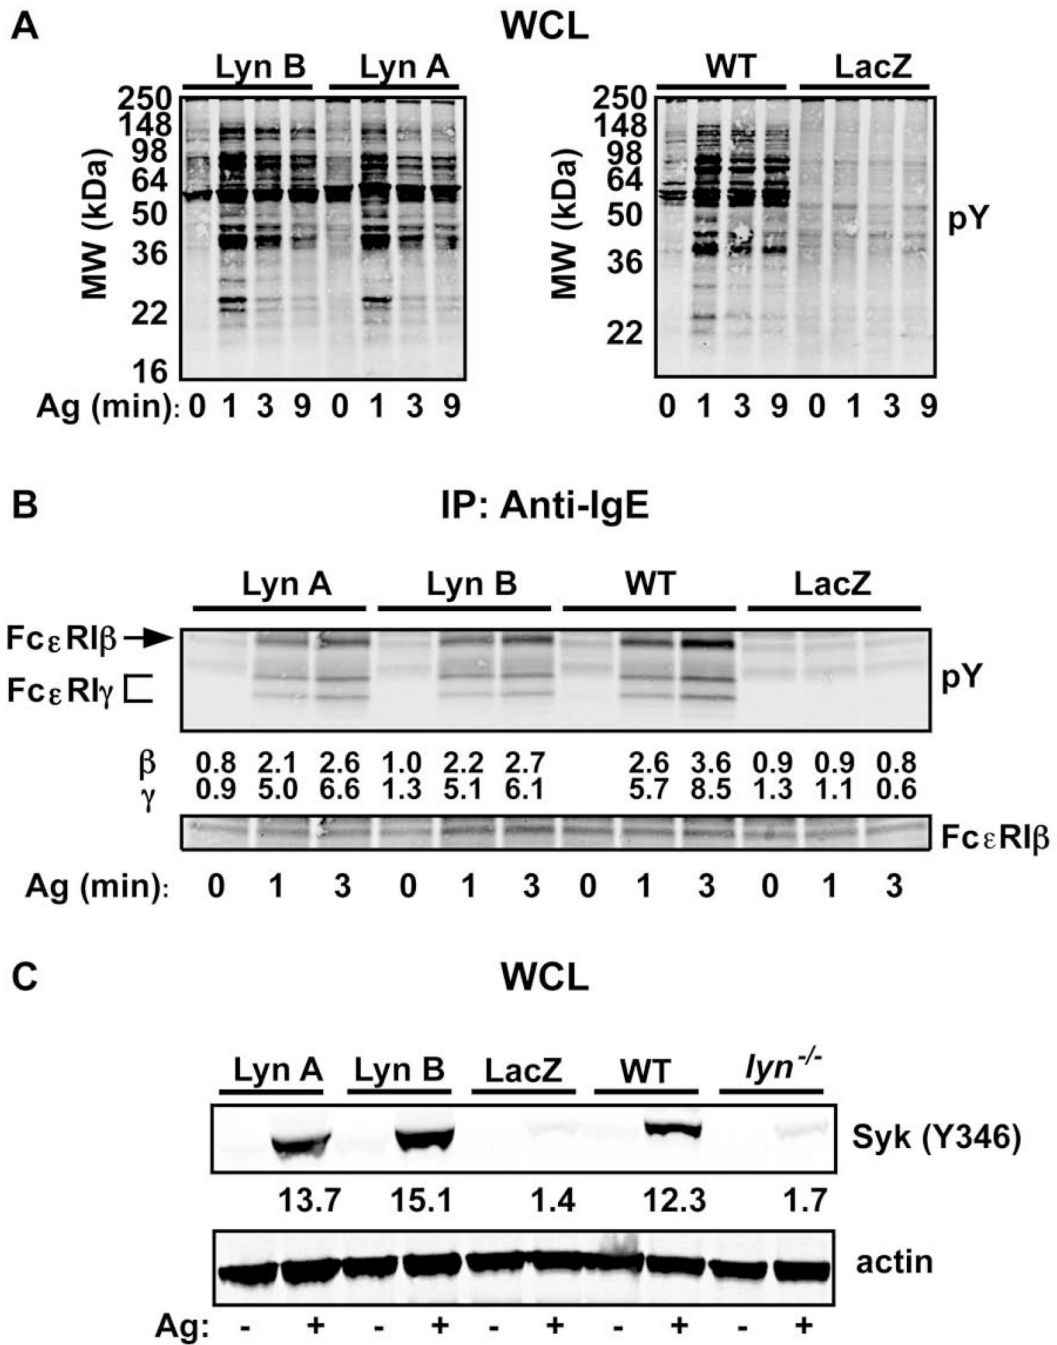 A WCL
Lyn B Lyn A WT LacZ
250 250
148 148
98 98
64 64
50 50
36 36
22 22
16
MW (kDa) MW (kDa)
pY
Ag (min): 0 1 3 9 0 1 3 9 0 1 3 9 0 1 3 9
B IP: Anti-IgE
Lyn A Lyn B WT LacZ
FcεRIβ
FcεRIγ
pY
β 0.8 2.1 2.6 1.0 2.2 2.7 2.6 3.6 0.9 0.9 0.8
γ 0.9 5.0 6.6 1.3 5.1 6.1 5.7 8.5 1.3 1.1 0.6
FcεRIβ
Ag (min): 0 1 3 0 1 3 0 1 3 0 1 3
C WCL
Lyn A Lyn B LacZ WT lyn -/-
Syk (Y346)
13.7 15.1 1.4 12.3 1.7
actin
Ag: - + - + - + - + - +